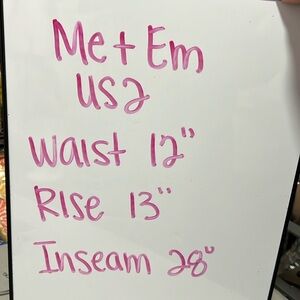 Me + Em
US 2
Waist 12"
Rise 13"
Inseam 28"